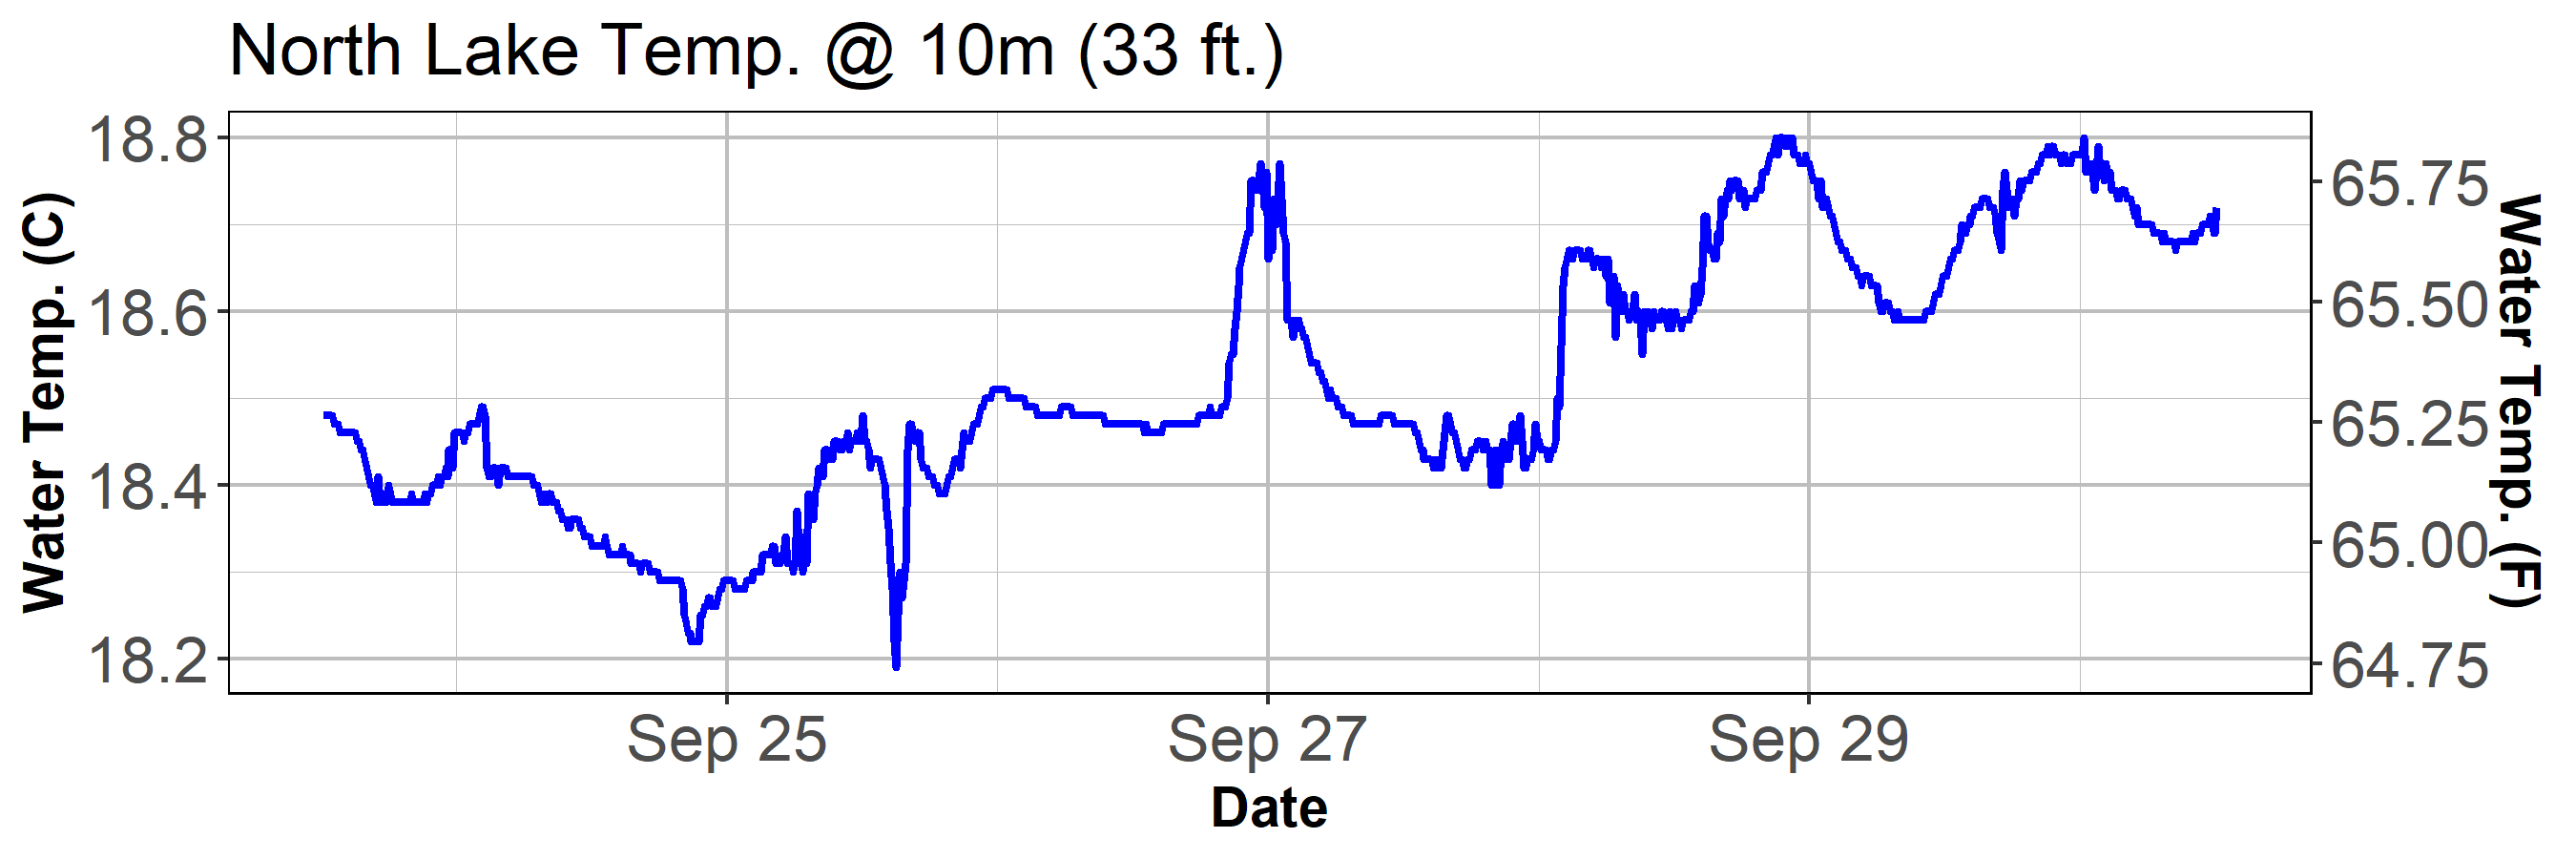 North Lake Temp. @ 10m (33 ft.)
Water Temp. (C)
18.8
18.6
18.4
18.2
65.75
65.50
65.25
65.00
64.75
Water Temp. (F)
Sep 25
Sep 27
Sep 29
Date